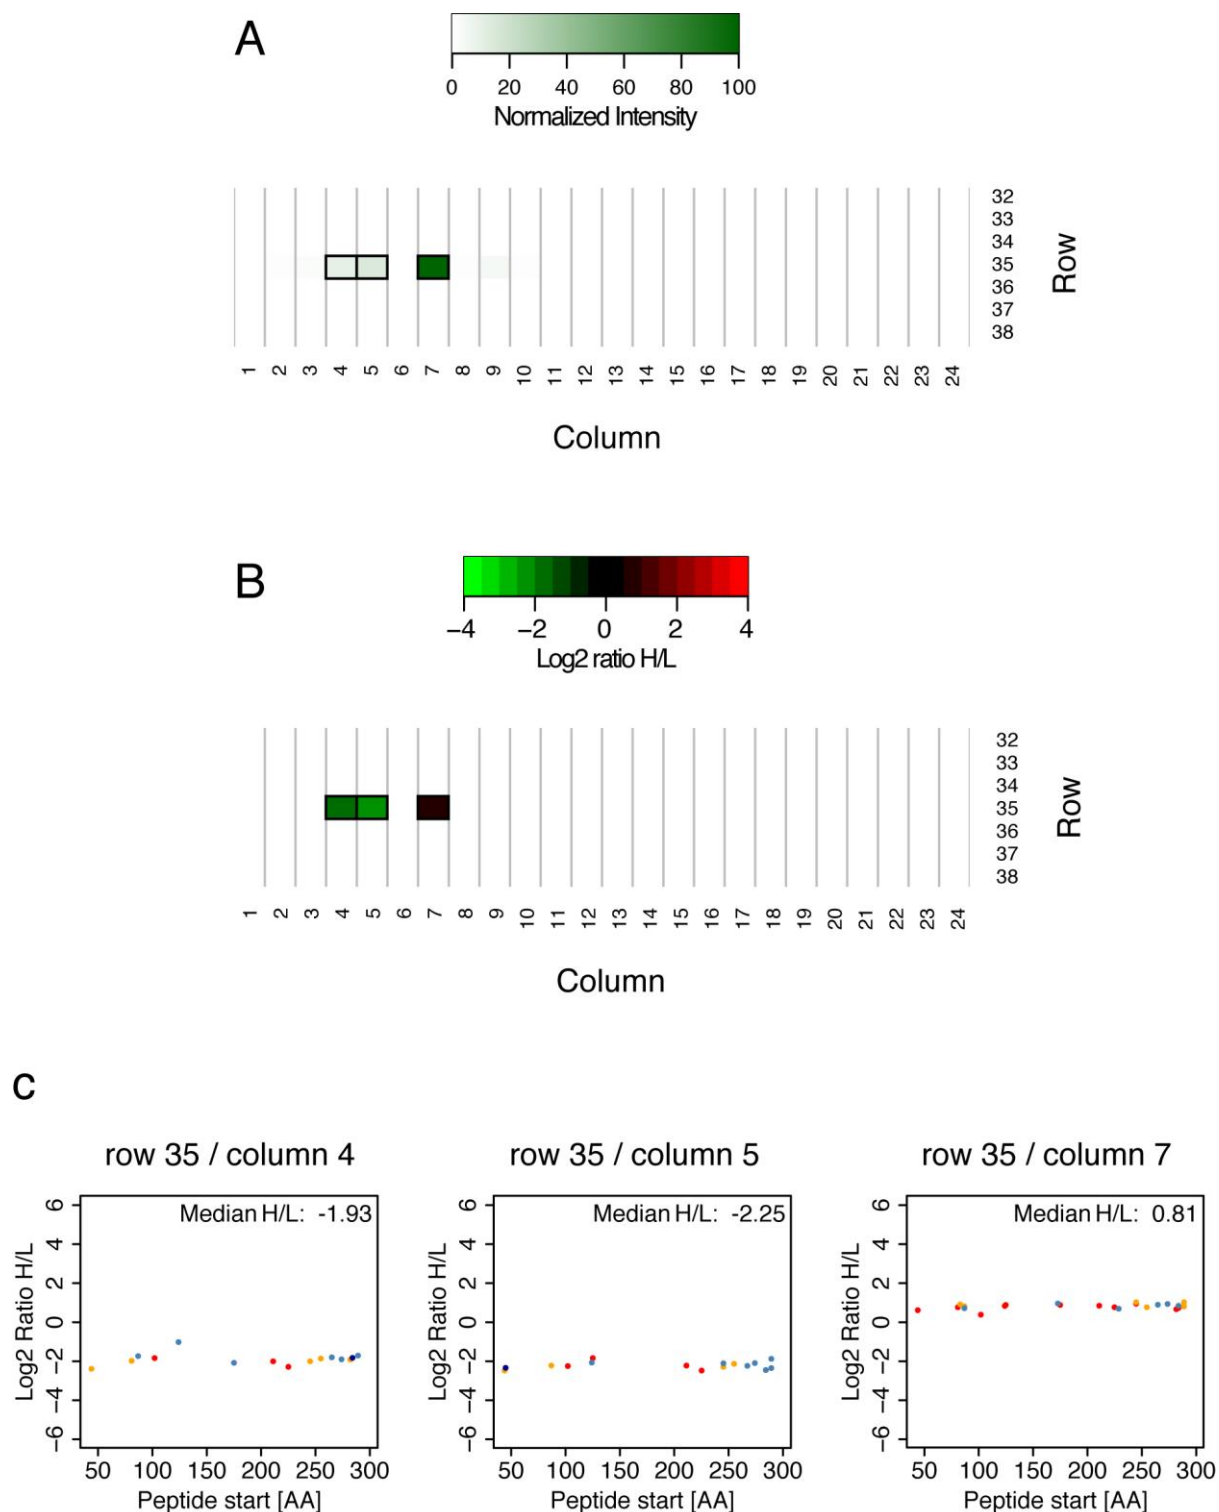 A
0 20 40 60 80 100
Normalized Intensity
32
33
34
35
36
37
38
Row
1 2 3 4 5 6 7 8 9 10 11 12 13 14 15 16 17 18 19 20 21 22 23 24
Column
B
−4 −2 0 2 4
Log2 ratio H/L
32
33
34
35
36
37
38
Row
1 2 3 4 5 6 7 8 9 10 11 12 13 14 15 16 17 18 19 20 21 22 23 24
Column
C
row 35 / column 4
Median H/L: -1.93
Log2 Ratio H/L
6
4
2
0
−2
−4
−6
50 100 150 200 250 300
Peptide start [AA]
row 35 / column 5
Median H/L: -2.25
Log2 Ratio H/L
6
4
2
0
−2
−4
−6
50 100 150 200 250 300
Peptide start [AA]
row 35 / column 7
Median H/L: 0.81
Log2 Ratio H/L
6
4
2
0
−2
−4
−6
50 100 150 200 250 300
Peptide start [AA]